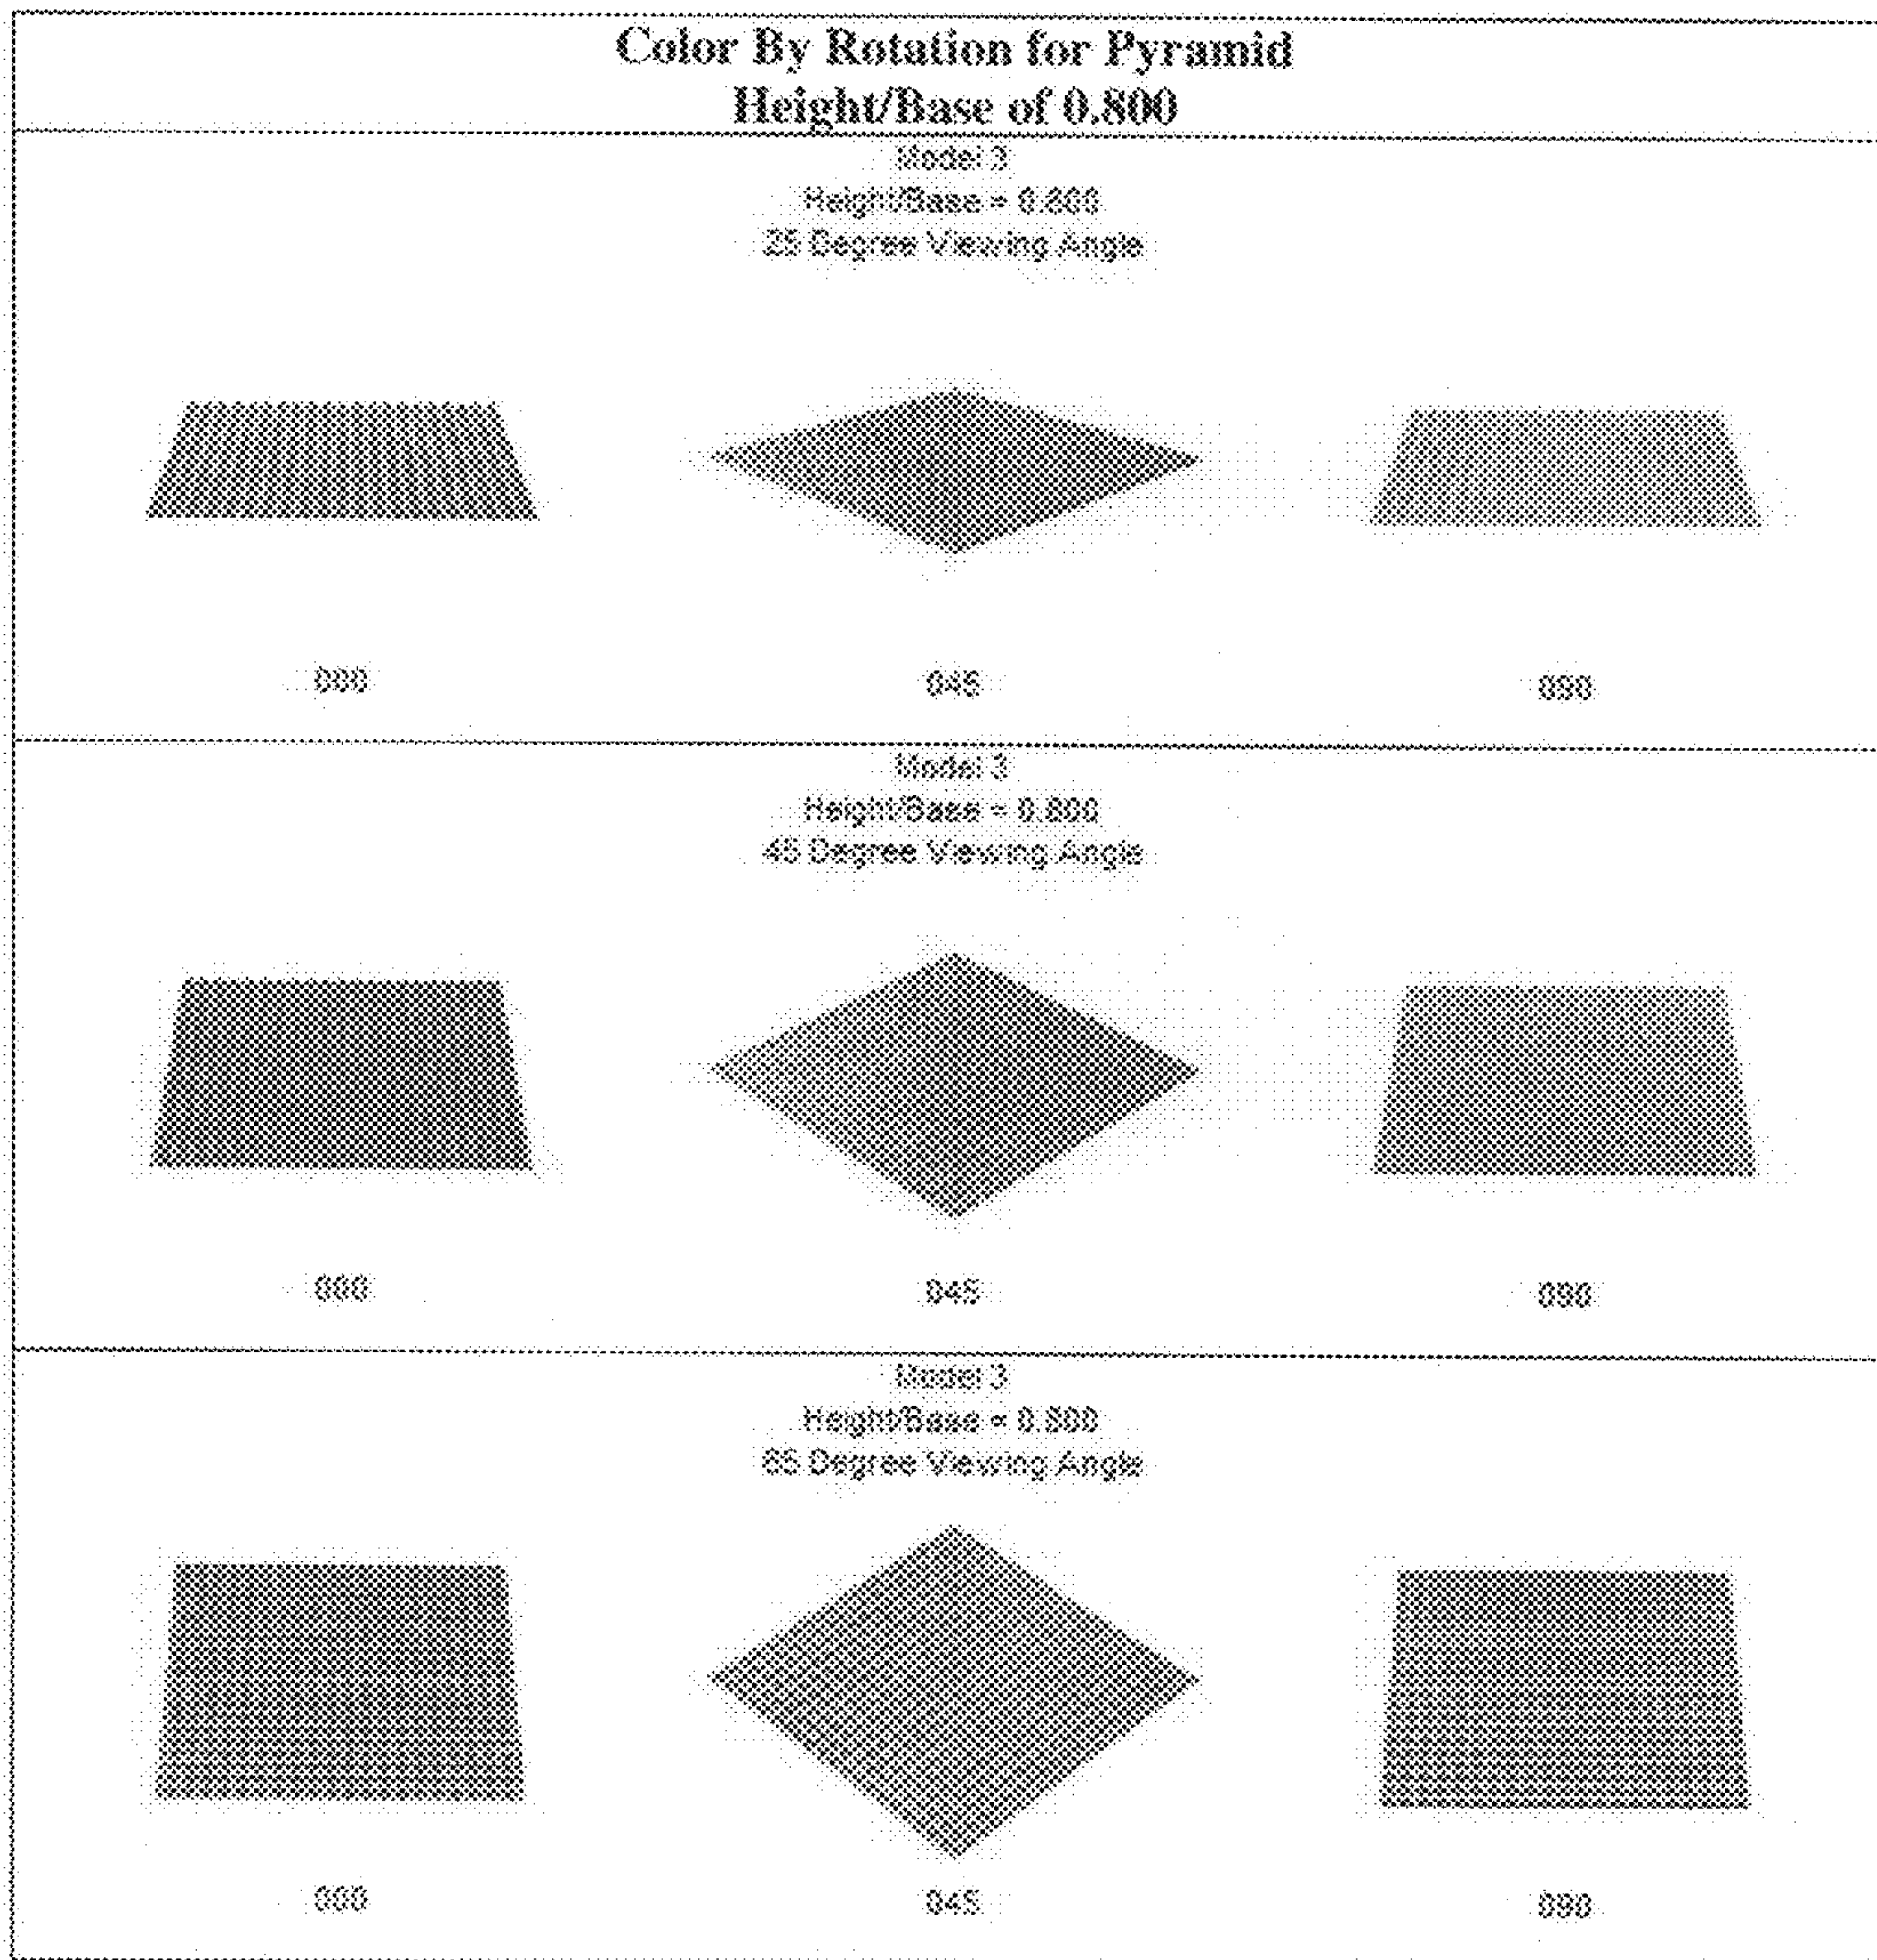 Color By Rotation for Pyramid
Height/Base of 0.800
Model 3
Height/Base = 0.800
25 Degree Viewing Angle
000 045 090
Model 3
Height/Base = 0.800
45 Degree Viewing Angle
000 045 090
Model 3
Height/Base = 0.800
65 Degree Viewing Angle
000 045 090